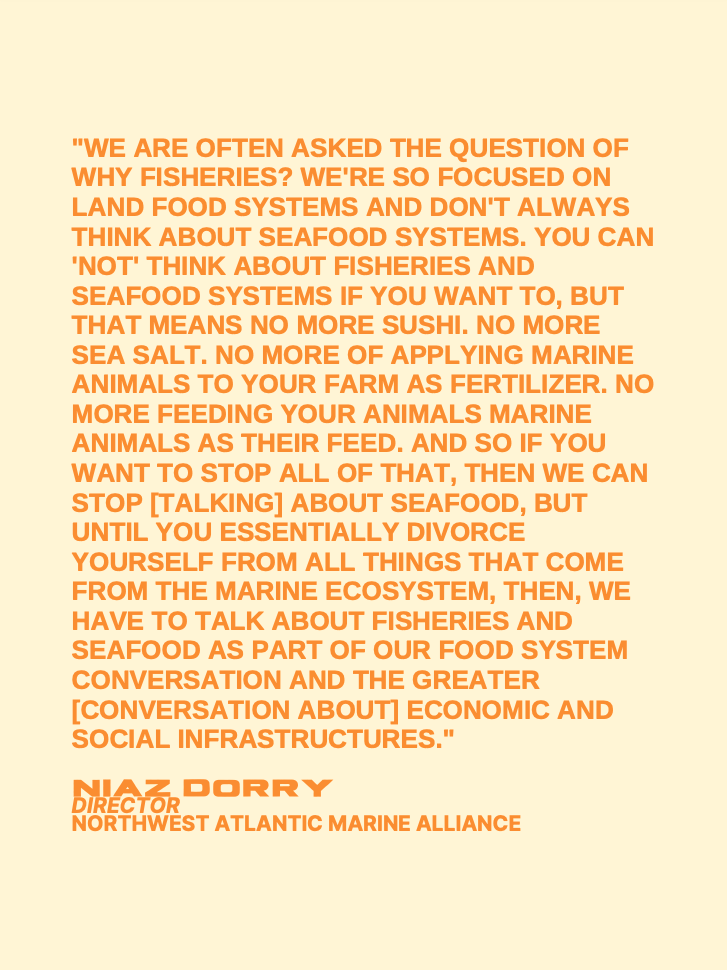 "WE ARE OFTEN ASKED THE QUESTION OF
WHY FISHERIES? WE'RE SO FOCUSED ON
LAND FOOD SYSTEMS AND DON'T ALWAYS
THINK ABOUT SEAFOOD SYSTEMS. YOU CAN
'NOT' THINK ABOUT FISHERIES AND
SEAFOOD SYSTEMS IF YOU WANT TO, BUT
THAT MEANS NO MORE SUSHI. NO MORE
SEA SALT. NO MORE OF APPLYING MARINE
ANIMALS TO YOUR FARM AS FERTILIZER. NO
MORE FEEDING YOUR ANIMALS MARINE
ANIMALS AS THEIR FEED. AND SO IF YOU
WANT TO STOP ALL OF THAT, THEN WE CAN
STOP [TALKING] ABOUT SEAFOOD, BUT
UNTIL YOU ESSENTIALLY DIVORCE
YOURSELF FROM ALL THINGS THAT COME
FROM THE MARINE ECOSYSTEM, THEN, WE
HAVE TO TALK ABOUT FISHERIES AND
SEAFOOD AS PART OF OUR FOOD SYSTEM
CONVERSATION AND THE GREATER
[CONVERSATION ABOUT] ECONOMIC AND
SOCIAL INFRASTRUCTURES."
NIAZ DORRY
DIRECTOR
NORTHWEST ATLANTIC MARINE ALLIANCE